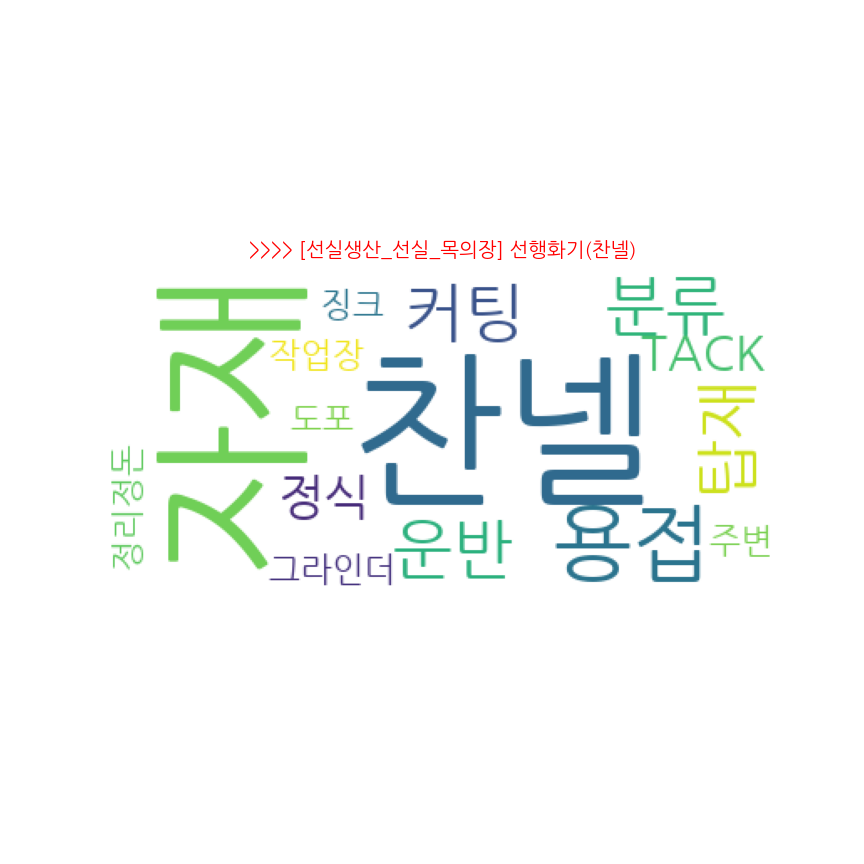 >>>> [선실생산_선실_목의장] 선행화기(찬넬)
자재
징크
커팅
분류
작업장
TACK
찬넬
도포
탑재
정리정돈
정식
운반
용접
주변
그라인더